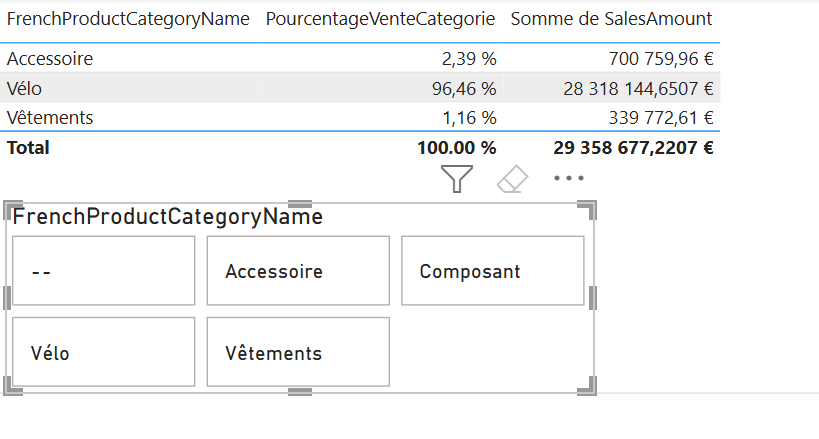 FrenchProductCategoryName PourcentageVenteCategorie Somme de SalesAmount
Accessoire 2,39 % 700 759,96 €
Vélo 96,46 % 28 318 144,6507 €
Vêtements 1,16 % 339 772,61 €
Total 100,00 % 29 358 677,2207 €
FrenchProductCategoryName
-- Accessoire Composant
Vélo Vêtements